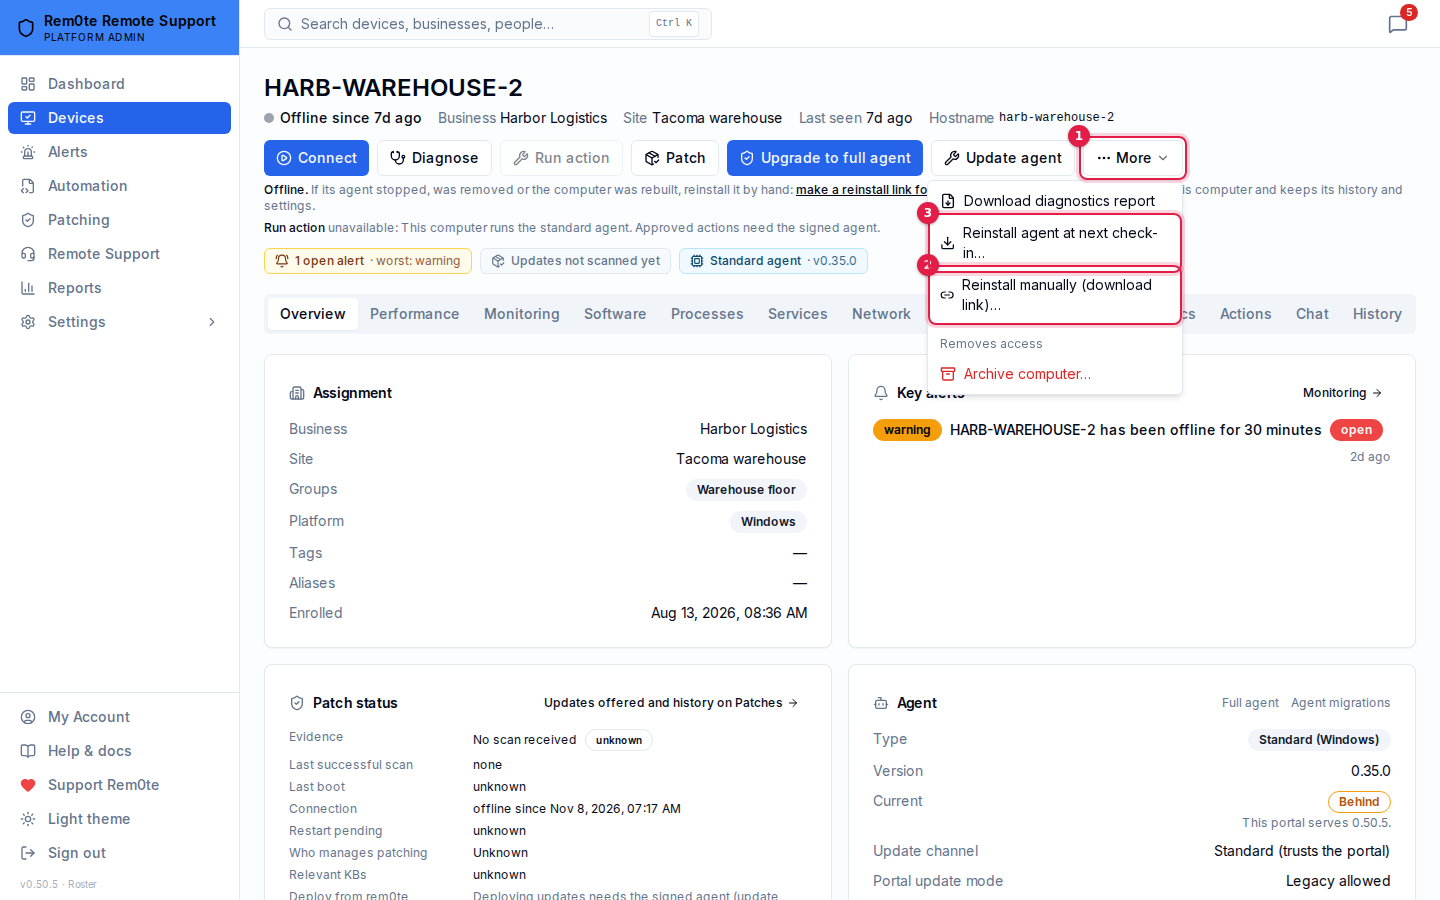 Rem0te Remote Support
PLATFORM ADMIN
Search devices, businesses, people…
Ctrl K
5
Dashboard
Devices
Alerts
Automation
Patching
Remote Support
Reports
Settings
My Account
Help & docs
Support Rem0te
Light theme
Sign out
v0.50.5 · Roster
HARB-WAREHOUSE-2
Offline since 7d ago Business Harbor Logistics Site Tacoma warehouse Last seen 7d ago Hostname harb-warehouse-2
1
Connect Diagnose Run action Patch Upgrade to full agent Update agent ··· More
Offline. If its agent stopped, was removed or the computer was rebuilt, reinstall it by hand: make a reinstall link fo is computer and keeps its history and
settings.
Run action unavailable: This computer runs the standard agent. Approved actions need the signed agent.
Download diagnostics report
3
Reinstall agent at next check-
in…
Reinstall manually (download
link)…
Removes access
Archive computer…
1 open alert · worst: warning Updates not scanned yet Standard agent · v0.35.0
Overview Performance Monitoring Software Processes Services Network cs Actions Chat History
Assignment
Business Harbor Logistics
Site Tacoma warehouse
Groups Warehouse floor
Platform Windows
Tags —
Aliases —
Enrolled Aug 13, 2026, 08:36 AM
Key alerts Monitoring →
warning HARB-WAREHOUSE-2 has been offline for 30 minutes open
2d ago
Patch status Updates offered and history on Patches →
Evidence No scan received unknown
Last successful scan none
Last boot unknown
Connection offline since Nov 8, 2026, 07:17 AM
Restart pending unknown
Who manages patching Unknown
Relevant KBs unknown
Deploy from rem0te Deploying updates needs the signed agent (update
Agent Full agent Agent migrations
Type Standard (Windows)
Version 0.35.0
Current Behind
This portal serves 0.50.5.
Update channel Standard (trusts the portal)
Portal update mode Legacy allowed